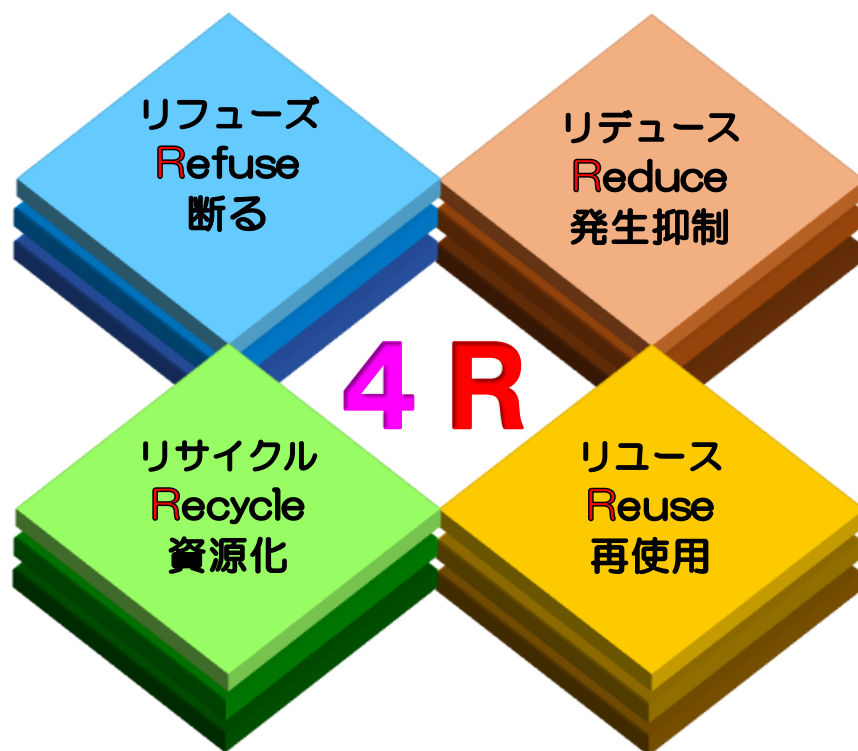 リフューズ
Refuse
断る
リデュース
Reduce
発生抑制
4 R
リサイクル
Recycle
資源化
リユース
Reuse
再使用